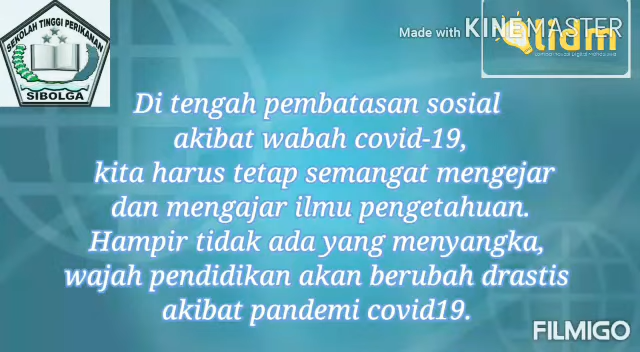 SEKOLAH TINGGI PERIKANAN
SIBOLGA
Made with KINEMASTER
lidm
Di tengah pembatasan sosial
akibat wabah covid-19,
kita harus tetap semangat mengejar
dan mengajar ilmu pengetahuan.
Hampir tidak ada yang menyangka,
wajah pendidikan akan berubah drastis
akibat pandemi covid19.
FILMIGO